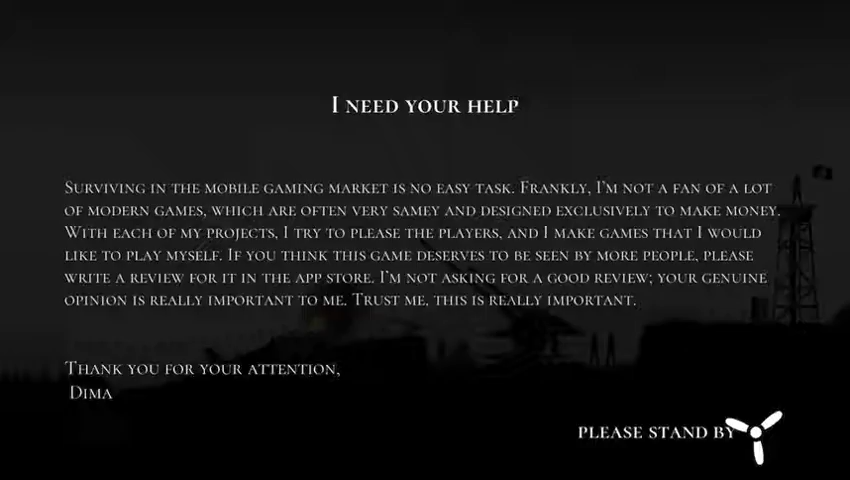 I NEED YOUR HELP
SURVIVING IN THE MOBILE GAMING MARKET IS NO EASY TASK. FRANKLY, I'M NOT A FAN OF A LOT
OF MODERN GAMES, WHICH ARE OFTEN VERY SAMEY AND DESIGNED EXCLUSIVELY TO MAKE MONEY.
WITH EACH OF MY PROJECTS, I TRY TO PLEASE THE PLAYERS, AND I MAKE GAMES THAT I WOULD
LIKE TO PLAY MYSELF. IF YOU THINK THIS GAME DESERVES TO BE SEEN BY MORE PEOPLE, PLEASE
WRITE A REVIEW FOR IT IN THE APP STORE. I'M NOT ASKING FOR A GOOD REVIEW; YOUR GENUINE
OPINION IS REALLY IMPORTANT TO ME. TRUST ME, THIS IS REALLY IMPORTANT.
THANK YOU FOR YOUR ATTENTION,
DIMA
PLEASE STAND BY